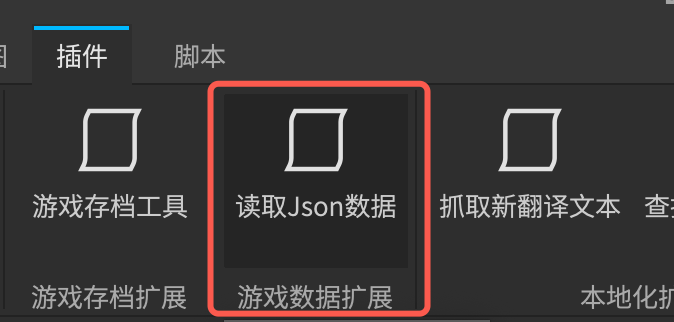 插件 脚本
游戏存档工具 读取Json数据 抓取新翻译文本
游戏存档扩展 游戏数据扩展 本地化扩